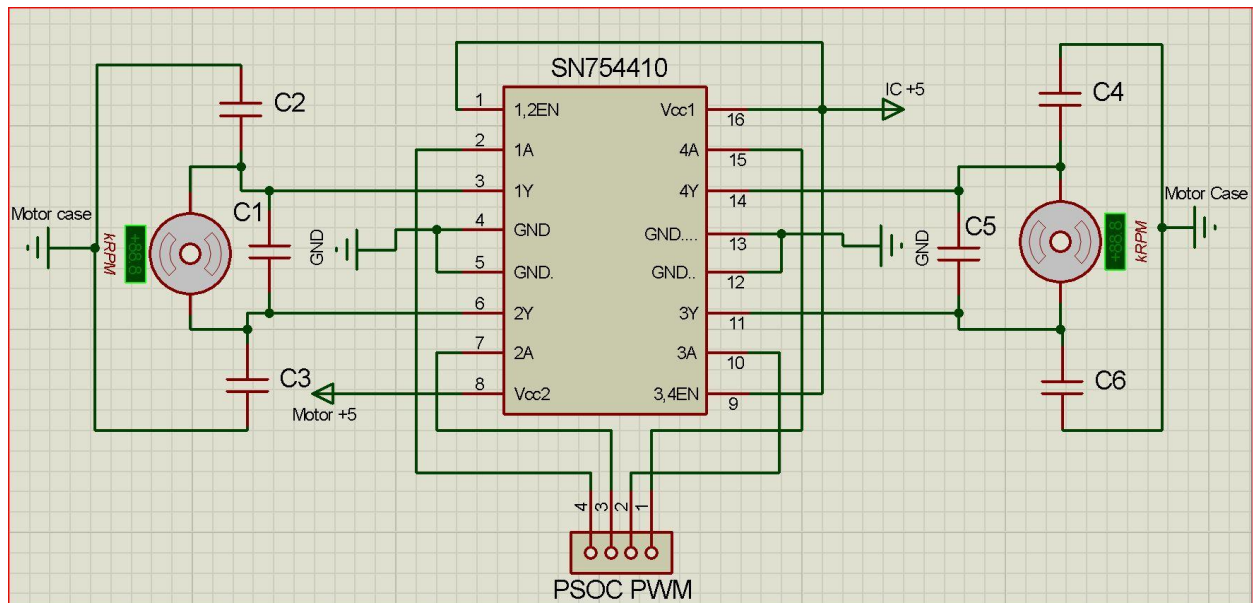 SN754410
C2
C1
C3
Motor case
kRPM
+88.8
GND
Motor +5
1
2
3
4
5
6
7
8
1,2EN
1A
1Y
GND
GND.
2Y
2A
Vcc2
Vcc1
4A
4Y
GND....
GND..
3Y
3A
3,4EN
16
15
14
13
12
11
10
9
IC +5
GND
C4
C5
C6
Motor Case
+88.8
kRPM
4 3 2 1
PSOC PWM